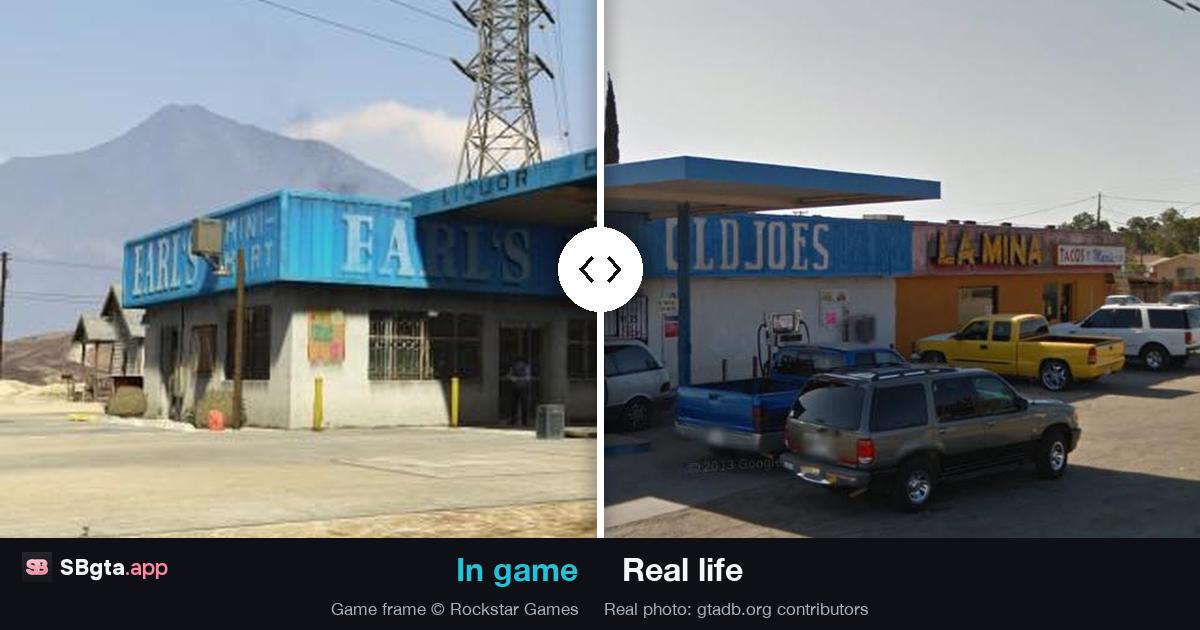 LIQUOR
EARL'S MINI-MART
EARL'S
OLD JOES
LA MINA
TACOS Y
© 2013 Google
SB SBgta.app
In game
Real life
Game frame © Rockstar Games
Real photo: gtadb.org contributors